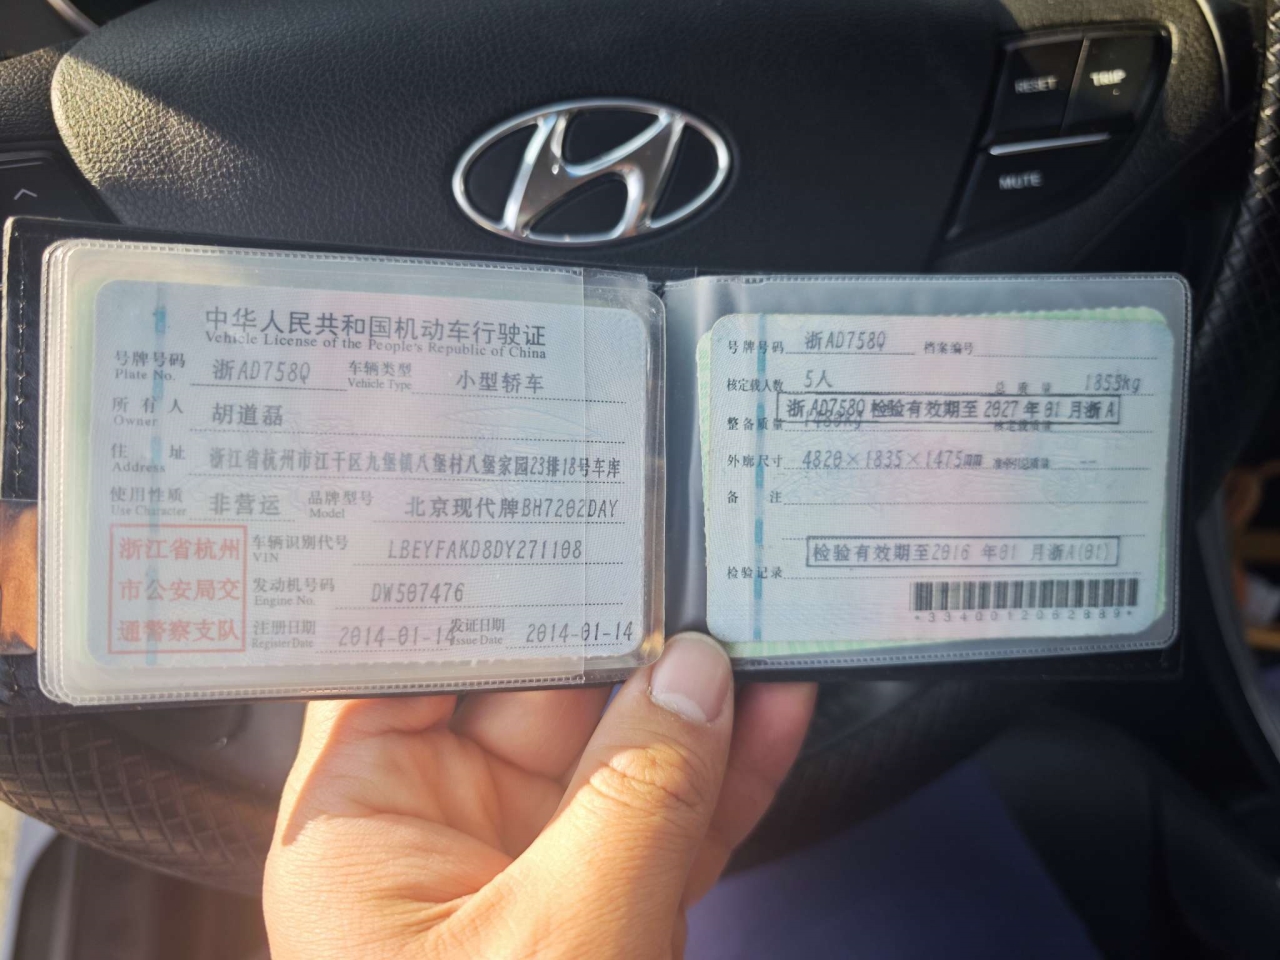 RESET
TRIP
MUTE
中华人民共和国机动车行驶证
Vehicle License of the People's Republic of China
号牌号码 浙AD758Q 车辆类型 小型轿车
Plate No. Vehicle Type
所有人 胡道磊
Owner
住址 浙江省杭州市江干区九堡镇八堡村八堡家园23排18号车库
Address
使用性质 非营运 品牌型号 北京现代牌BH7202DAY
Use Character Model
浙江省杭州
市公安局交
通警察支队
车辆识别代号 LBEYFAKD8DY271108
VIN
发动机号码 DW507476
Engine No.
注册日期 2014-01-14 发证日期 2014-01-14
Register Date Issue Date
号牌号码 浙AD758Q 档案编号
核定载人数 5人 总质量 1853kg
浙AD758Q 检验有效期至2027年01月浙A
整备质量 核定载质量
外廓尺寸 4820×1835×1475mm 准牵引总质量 --
备注
检验有效期至2016年01月浙A(01)
检验记录
*3340012062889*